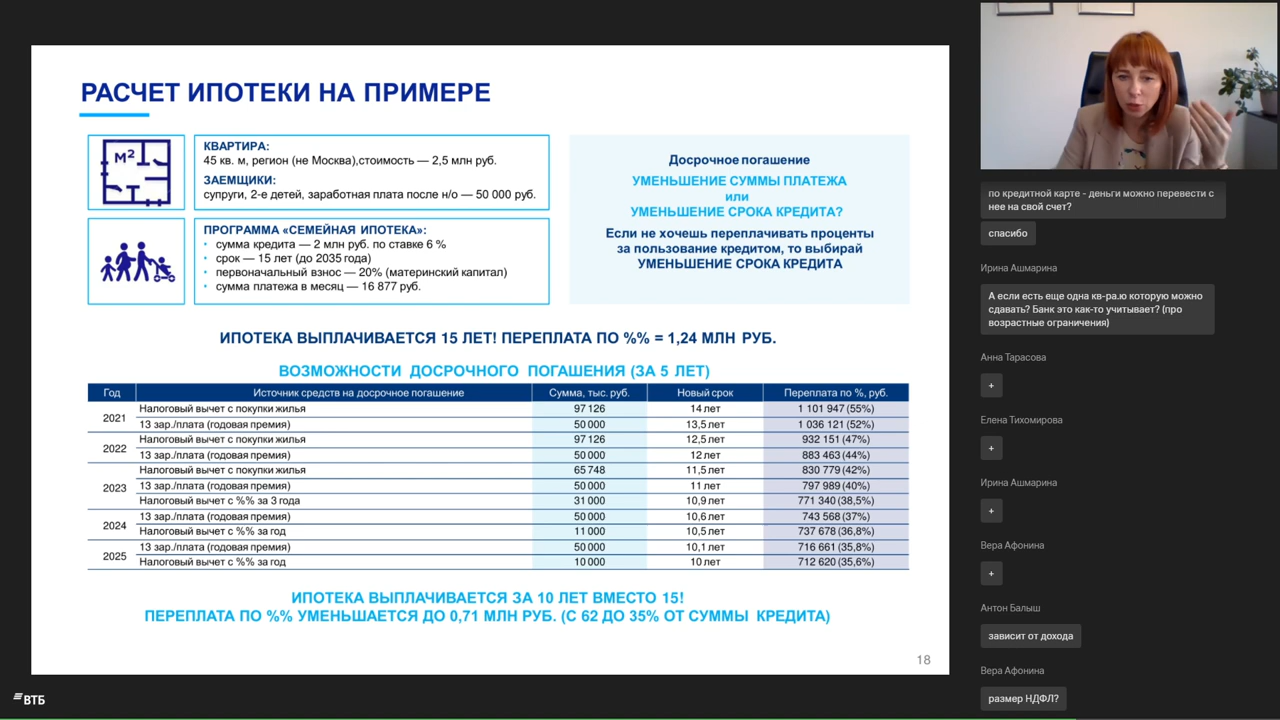 РАСЧЕТ ИПОТЕКИ НА ПРИМЕРЕ
М²
КВАРТИРА:
45 кв. м, регион (не Москва),стоимость — 2,5 млн руб.
ЗАЕМЩИКИ:
супруги, 2-е детей, заработная плата после н/о — 50 000 руб.
ПРОГРАММА «СЕМЕЙНАЯ ИПОТЕКА»:
• сумма кредита — 2 млн руб. по ставке 6 %
• срок — 15 лет (до 2035 года)
• первоначальный взнос — 20% (материнский капитал)
• сумма платежа в месяц — 16 877 руб.
Досрочное погашение
УМЕНЬШЕНИЕ СУММЫ ПЛАТЕЖА
или
УМЕНЬШЕНИЕ СРОКА КРЕДИТА?
Если не хочешь переплачивать проценты
за пользование кредитом, то выбирай
УМЕНЬШЕНИЕ СРОКА КРЕДИТА
ИПОТЕКА ВЫПЛАЧИВАЕТСЯ 15 ЛЕТ! ПЕРЕПЛАТА ПО %% = 1,24 МЛН РУБ.
ВОЗМОЖНОСТИ ДОСРОЧНОГО ПОГАШЕНИЯ (ЗА 5 ЛЕТ)
Год Источник средств на досрочное погашение Сумма, тыс. руб. Новый срок Переплата по %, руб.
2021 Налоговый вычет с покупки жилья 97 126 14 лет 1 101 947 (55%)
13 зар./плата (годовая премия) 50 000 13,5 лет 1 036 121 (52%)
2022 Налоговый вычет с покупки жилья 97 126 12,5 лет 932 151 (47%)
13 зар./плата (годовая премия) 50 000 12 лет 883 463 (44%)
2023 Налоговый вычет с покупки жилья 65 748 11,5 лет 830 779 (42%)
13 зар./плата (годовая премия) 50 000 11 лет 797 989 (40%)
Налоговый вычет с %% за 3 года 31 000 10,9 лет 771 340 (38,5%)
2024 13 зар./плата (годовая премия) 50 000 10,6 лет 743 568 (37%)
Налоговый вычет с %% за год 11 000 10,5 лет 737 678 (36,8%)
2025 13 зар./плата (годовая премия) 50 000 10,1 лет 716 661 (35,8%)
Налоговый вычет с %% за год 10 000 10 лет 712 620 (35,6%)
ИПОТЕКА ВЫПЛАЧИВАЕТСЯ ЗА 10 ЛЕТ ВМЕСТО 15!
ПЕРЕПЛАТА ПО %% УМЕНЬШАЕТСЯ ДО 0,71 МЛН РУБ. (С 62 ДО 35% ОТ СУММЫ КРЕДИТА)
18
ВТБ
по кредитной карте - деньги можно перевести с
нее на свой счет?
спасибо
Ирина Ашмарина
А если есть еще одна кв-ра.ю которую можно
сдавать? Банк это как-то учитывает? (про
возрастные ограничения)
Анна Тарасова
+
Елена Тихомирова
+
Ирина Ашмарина
+
Вера Афонина
+
Антон Балыш
зависит от дохода
Вера Афонина
размер НДФЛ?